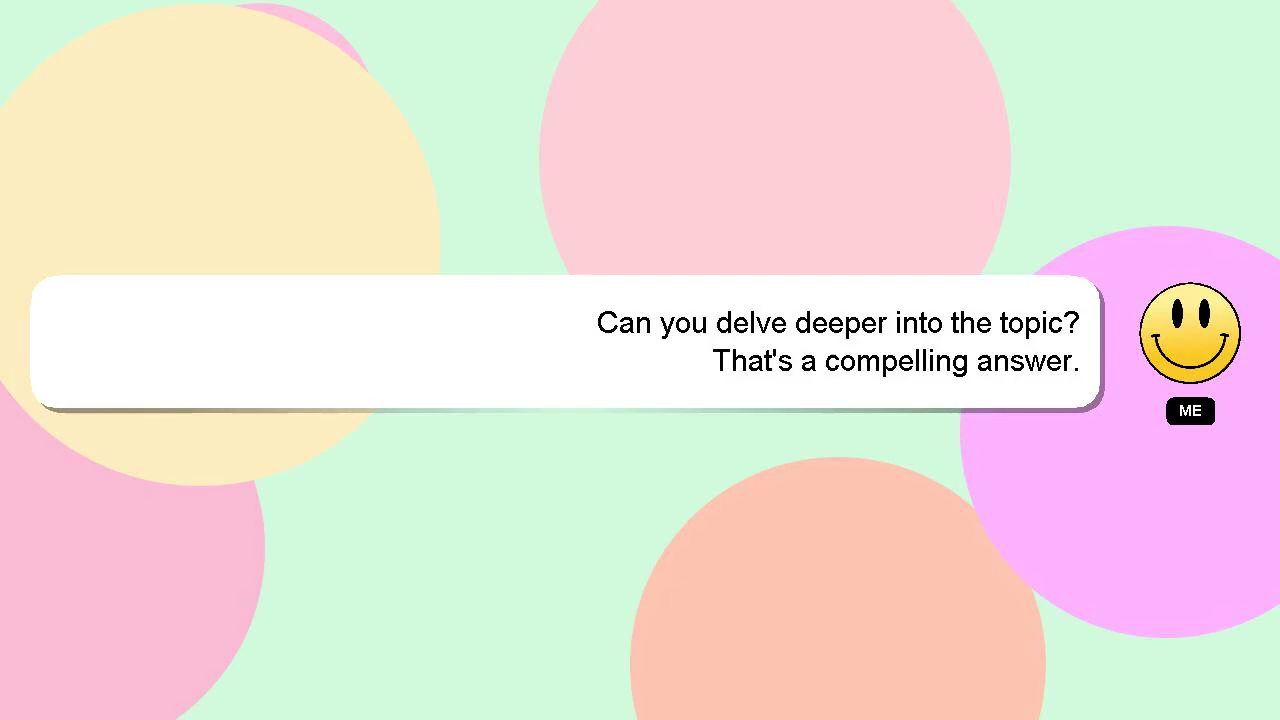 Can you delve deeper into the topic?
That's a compelling answer.
ME